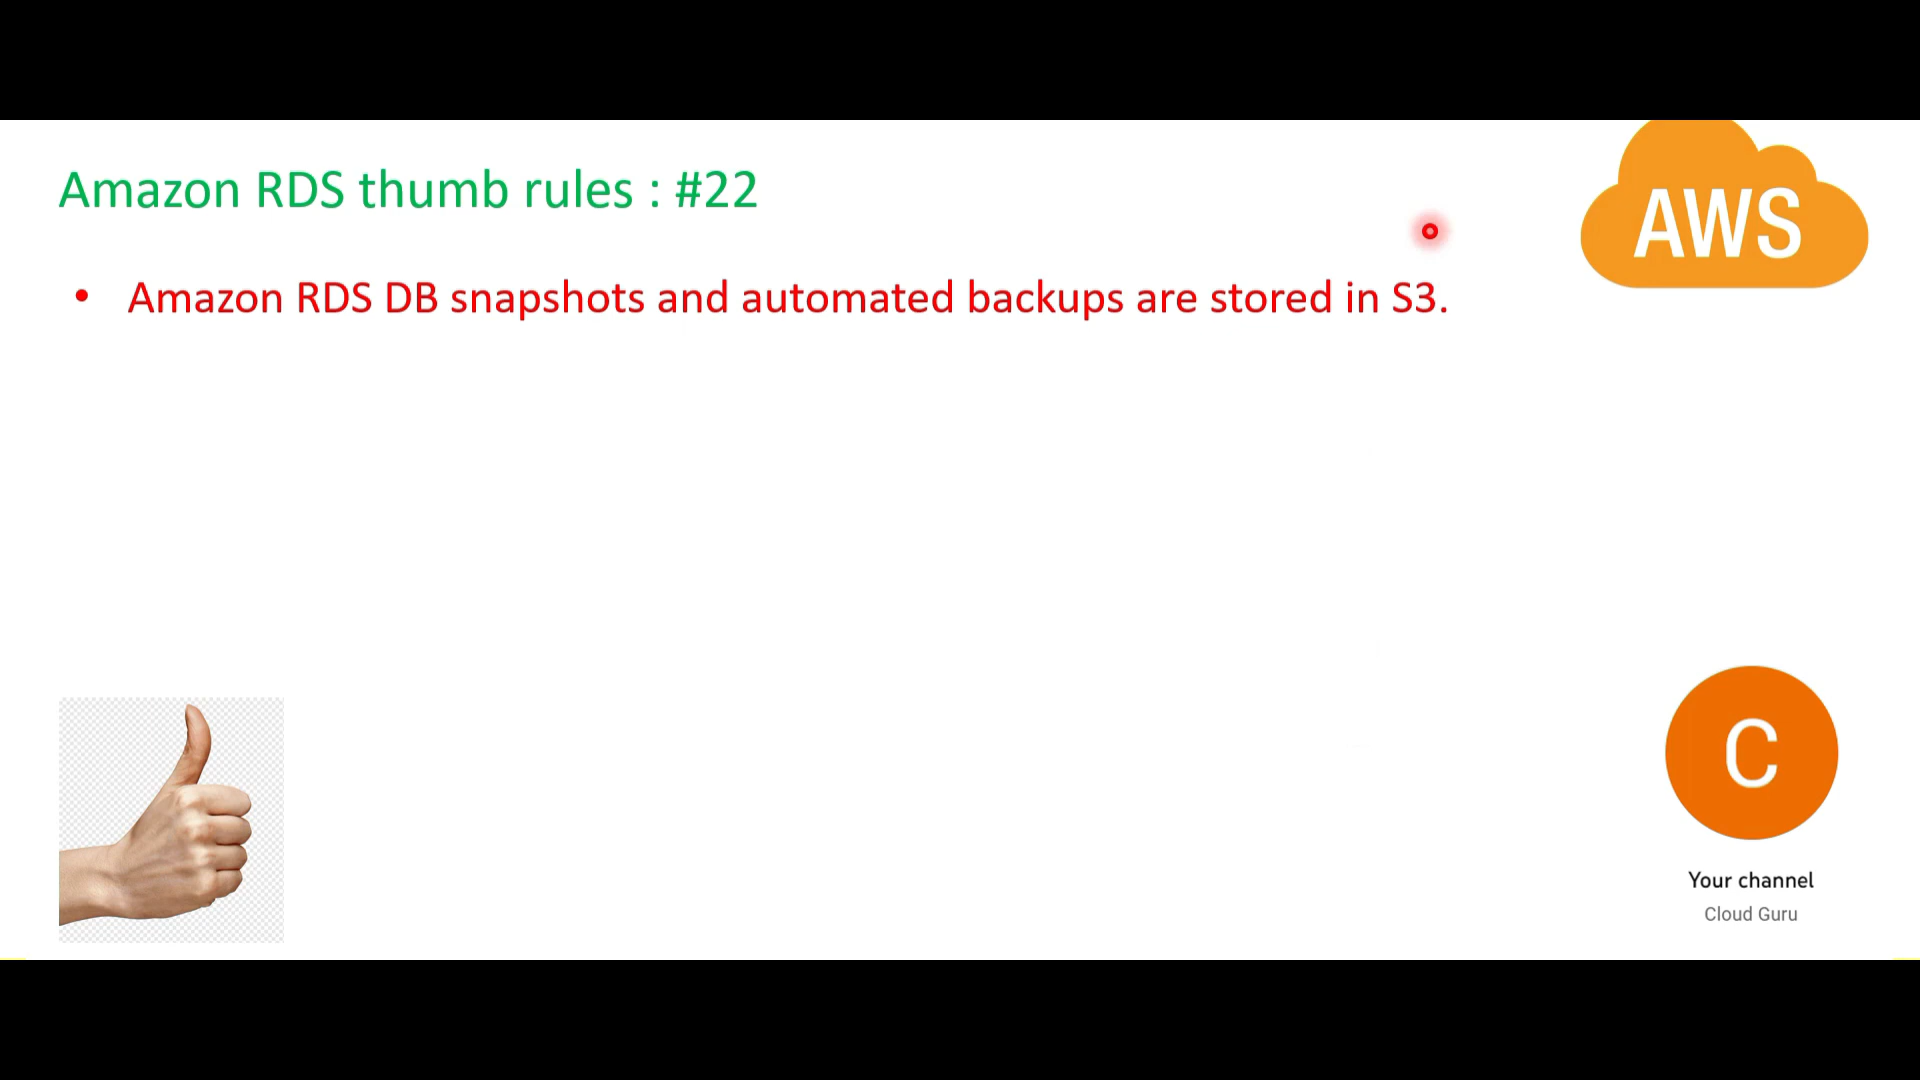 Amazon RDS thumb rules : #22
AWS
• Amazon RDS DB snapshots and automated backups are stored in S3.
C
Your channel
Cloud Guru